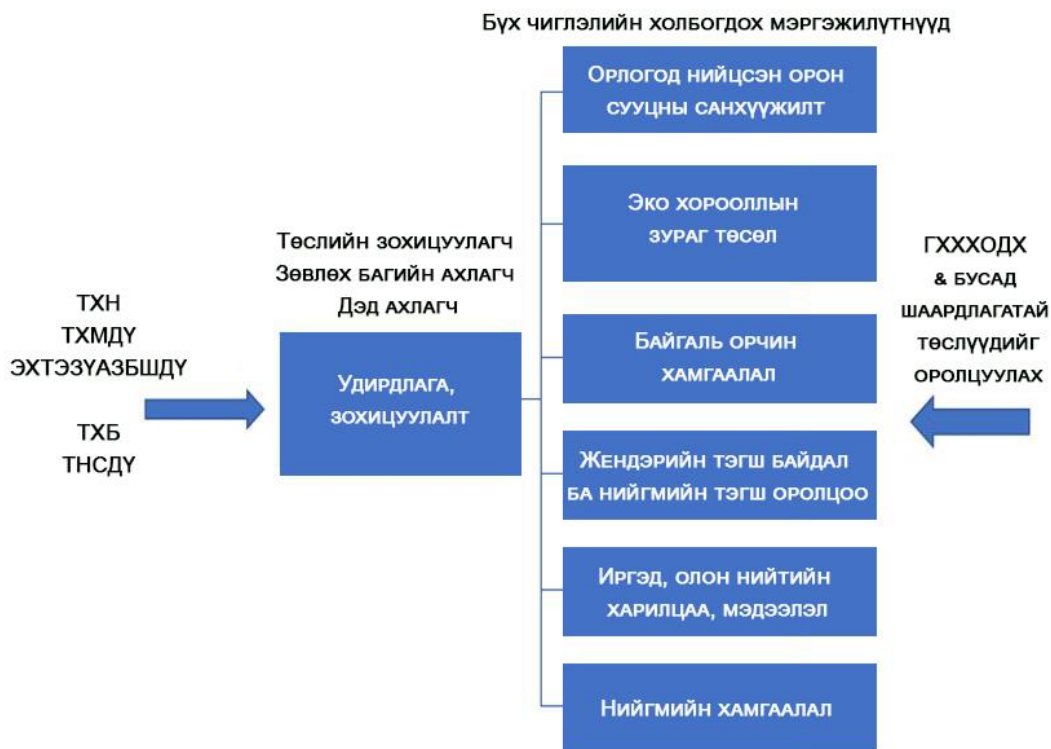 Бүх чиглэлийн холбогдох мэргэжилүтнүүд
Орлогод нийцсэн орон
сууцны санхүүжилт
Эко хорооллын
зураг төсөл
Төслийн зохицуулагч
Зөвлөх багийн ахлагч
Дэд ахлагч
ГХХХОДХ
& бусад
шаардлагатай
төслүүдийг
оролцуулах
ТХН
ТХМДҮ
ЭХТЭЗҮАЗБШДҮ
ТХБ
ТНСДҮ
Удирдлага,
зохицуулалт
Байгаль орчин
хамгаалал
Жендэрийн тэгш байдал
ба нийгмийн тэгш оролцоо
Иргэд, олон нийтийн
харилцаа, мэдээлэл
Нийгмийн хамгаалал